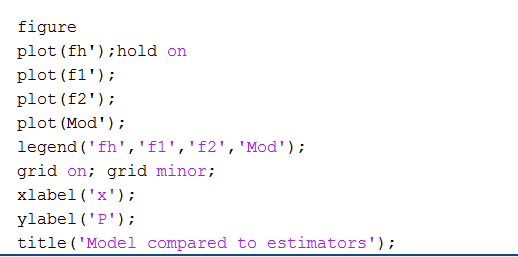 figure
plot(fh');hold on
plot(f1');
plot(f2');
plot(Mod');
legend('fh','f1','f2','Mod');
grid on; grid minor;
xlabel('x');
ylabel('P');
title('Model compared to estimators');